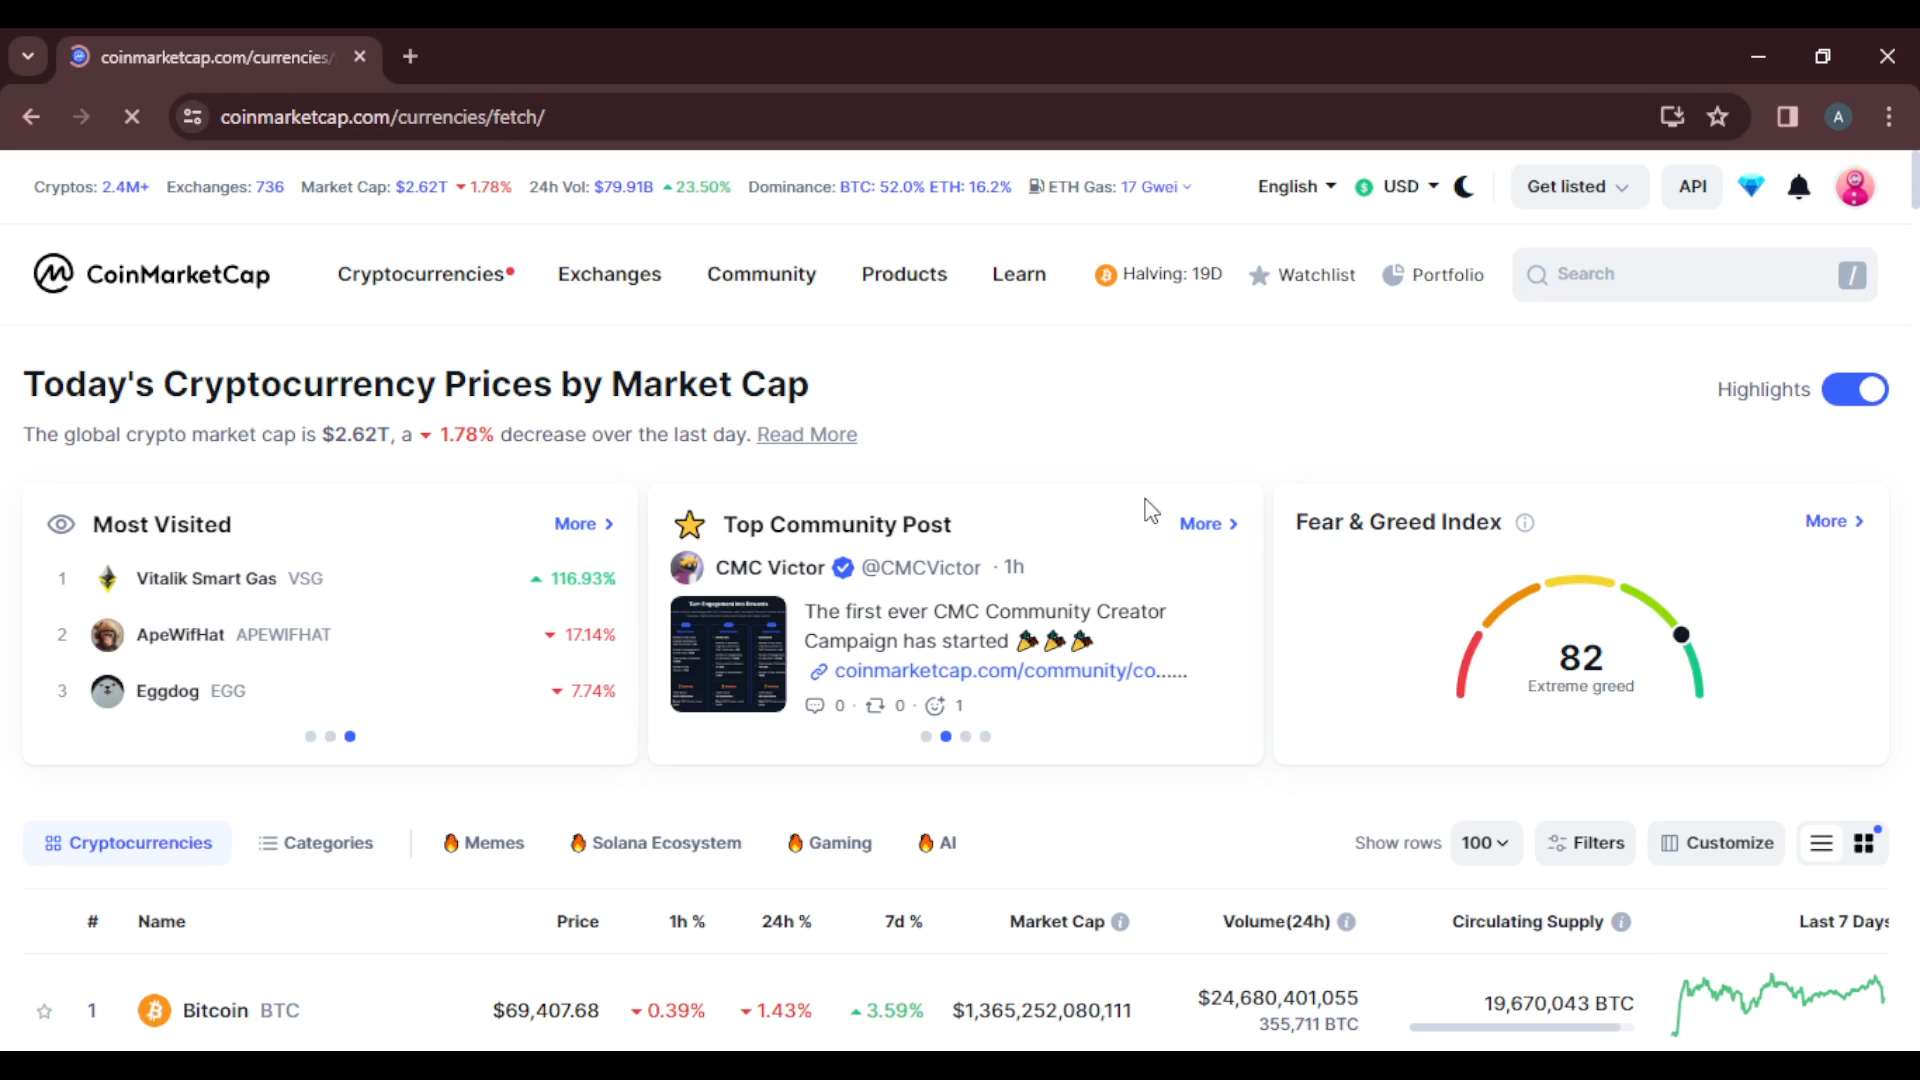 coinmarketcap.com/currencies/
coinmarketcap.com/currencies/fetch/
A
Cryptos: 2.4M+ Exchanges: 736 Market Cap: $2.62T 1.78% 24h Vol: $79.91B 23.50% Dominance: BTC: 52.0% ETH: 16.2% ETH Gas: 17 Gwei English USD Get listed API
CoinMarketCap Cryptocurrencies Exchanges Community Products Learn Halving: 19D Watchlist Portfolio Search /
Today's Cryptocurrency Prices by Market Cap
Highlights
The global crypto market cap is $2.62T, a 1.78% decrease over the last day. Read More
Most Visited More
1 Vitalik Smart Gas VSG 116.93%
2 ApeWifHat APEWIFHAT 17.14%
3 Eggdog EGG 7.74%
Top Community Post More
CMC Victor @CMCVictor · 1h
The first ever CMC Community Creator
Campaign has started
coinmarketcap.com/community/co......
0 · 0 · 1
Fear & Greed Index More
82
Extreme greed
Cryptocurrencies Categories Memes Solana Ecosystem Gaming AI Show rows 100 Filters Customize
# Name Price 1h % 24h % 7d % Market Cap Volume(24h) Circulating Supply Last 7 Days
1 Bitcoin BTC $69,407.68 0.39% 1.43% 3.59% $1,365,252,080,111 $24,680,401,055 19,670,043 BTC
355,711 BTC